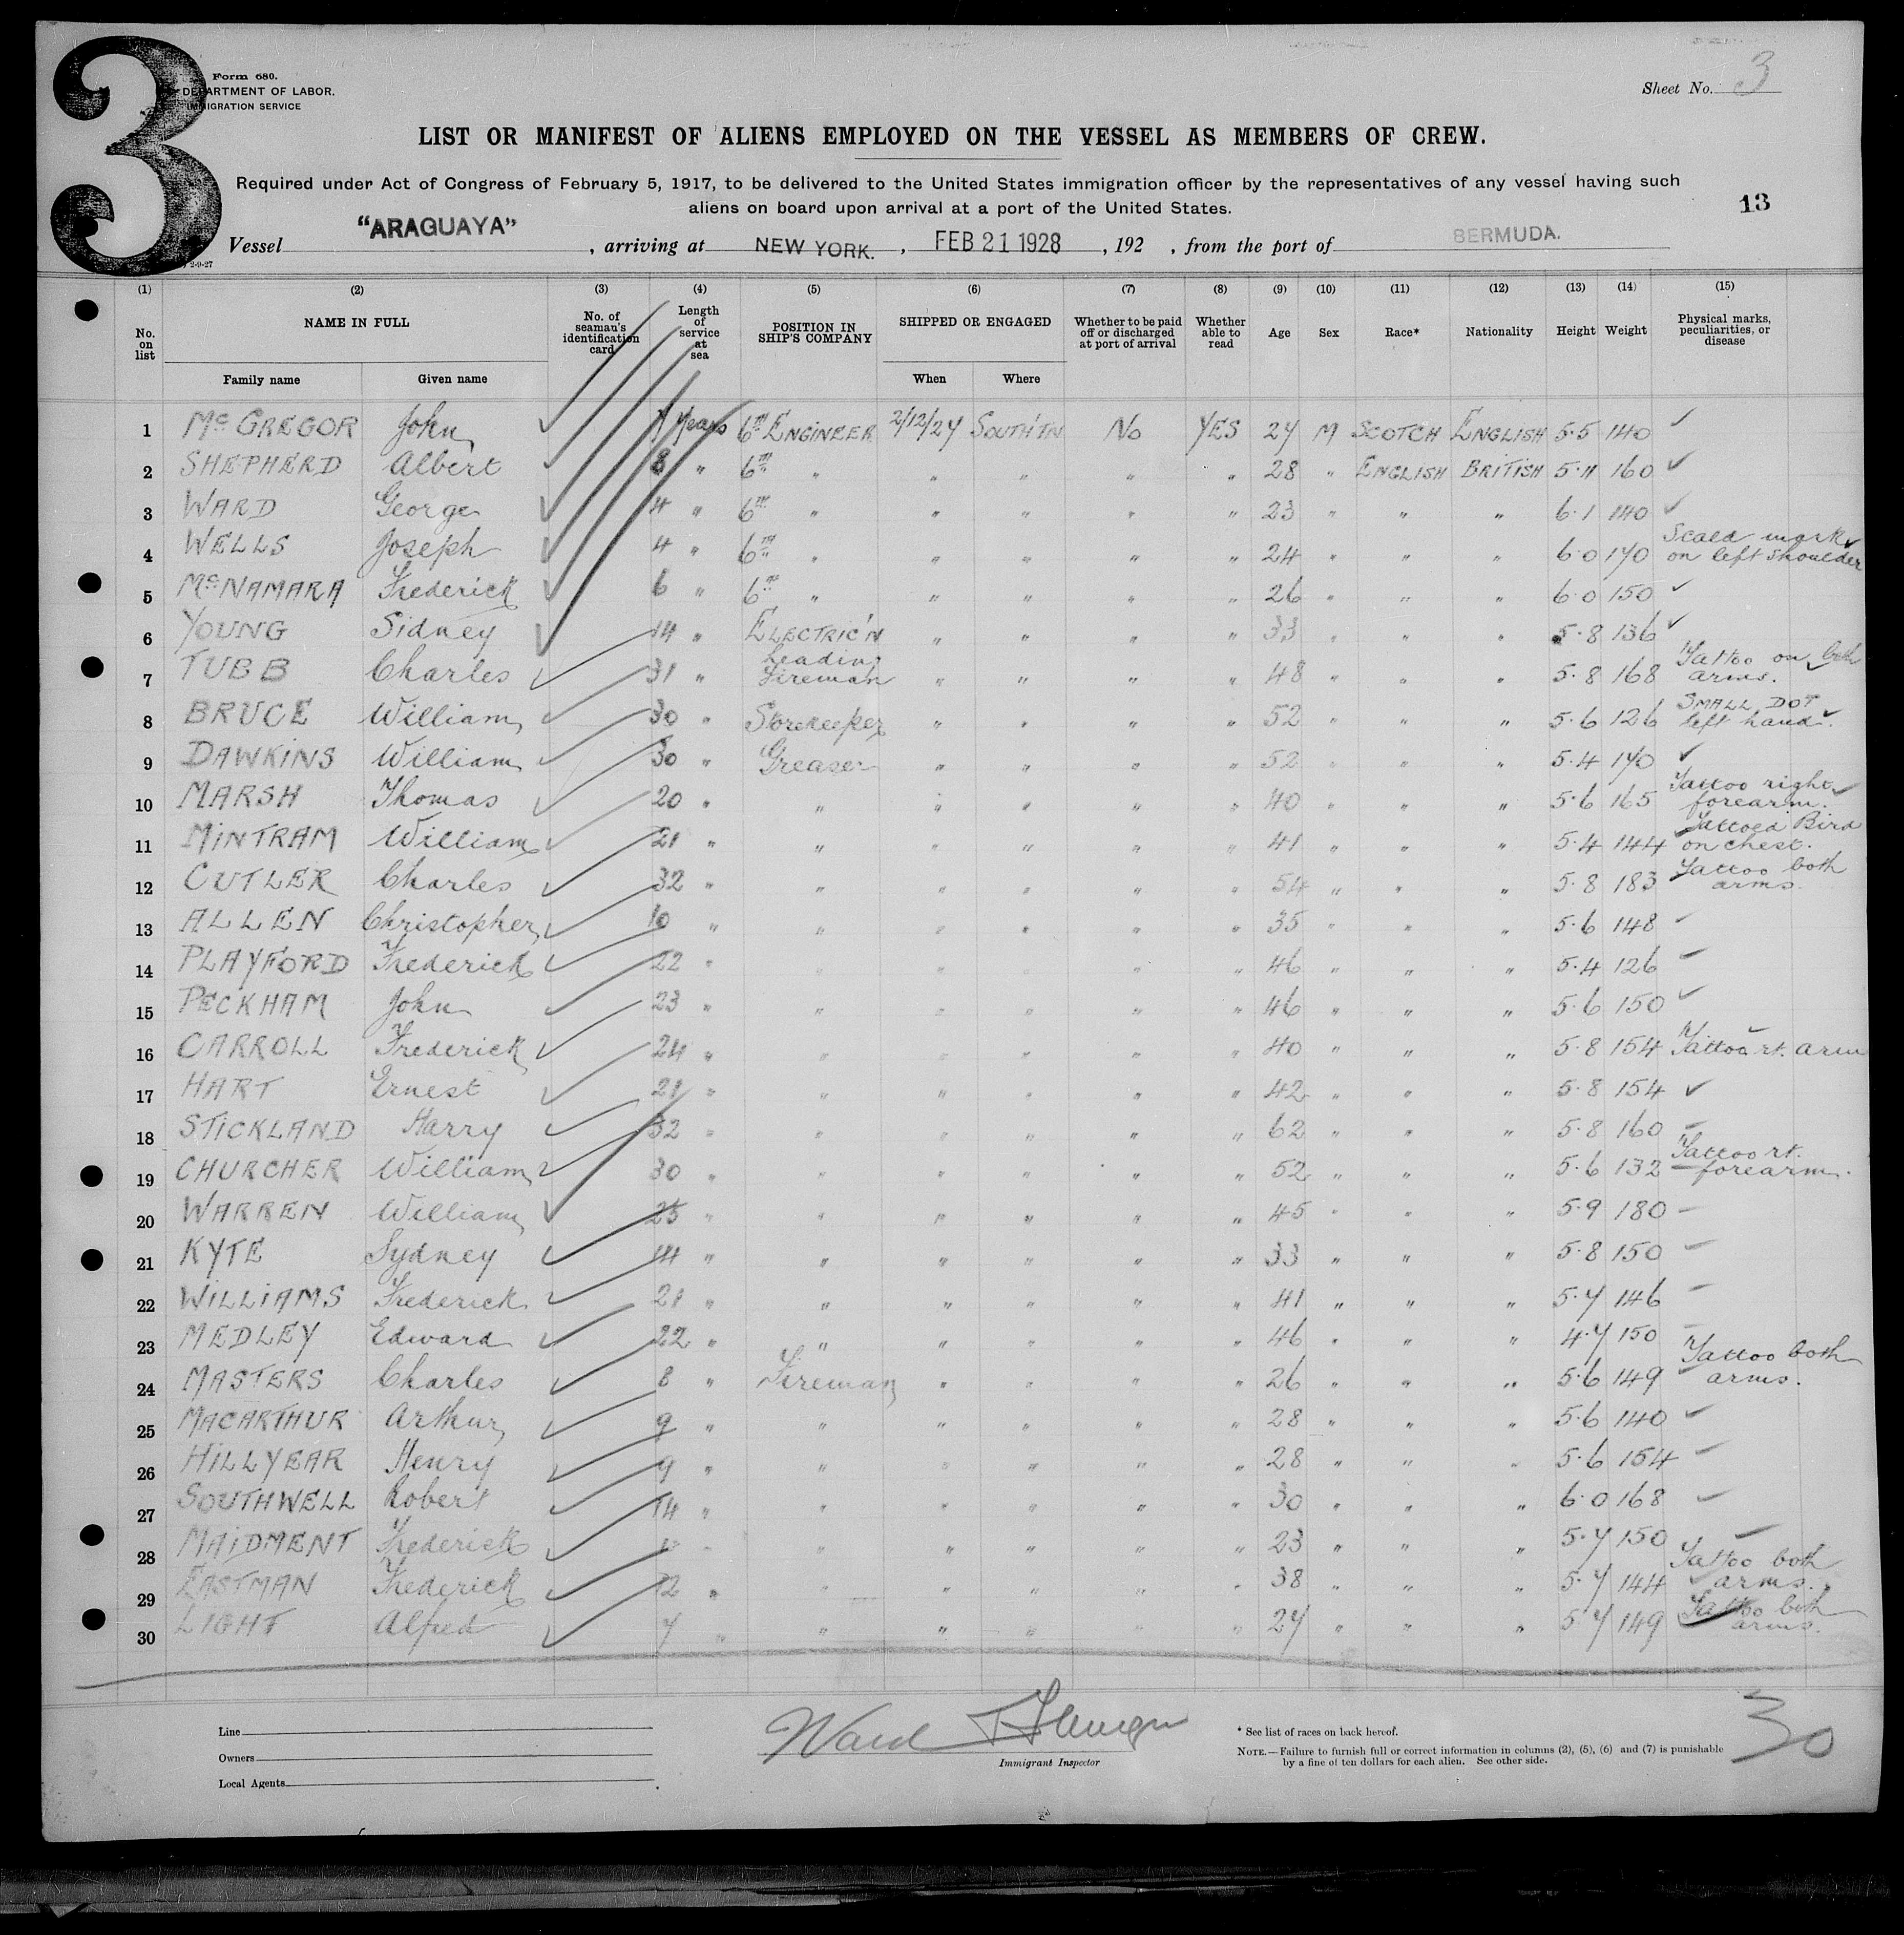 3
Form 680.
DEPARTMENT OF LABOR.
IMMIGRATION SERVICE
Sheet No. 3
LIST OR MANIFEST OF ALIENS EMPLOYED ON THE VESSEL AS MEMBERS OF CREW.
Required under Act of Congress of February 5, 1917, to be delivered to the United States immigration officer by the representatives of any vessel having such
aliens on board upon arrival at a port of the United States.
13
Vessel "ARAGUAYA", arriving at NEW YORK., FEB 21 1928, 192 , from the port of BERMUDA.
2-9-27
(1) (2) (3) (4) (5) (6) (7) (8) (9) (10) (11) (12) (13) (14) (15)
No. on list NAME IN FULL No. of seaman's identification card Length of service at sea POSITION IN SHIP'S COMPANY SHIPPED OR ENGAGED Whether to be paid off or discharged at port of arrival Whether able to read Age Sex Race* Nationality Height Weight Physical marks, peculiarities, or disease
Family name Given name When Where
1 McGREGOR John 7 years 6TH ENGINEER 2/12/27 SOUTH'TN No YES 27 M SCOTCH ENGLISH 5.5 140 ✓
2 SHEPHERD Albert 8 " 6TH " " " " " 28 " ENGLISH BRITISH 5.11 160 ✓
3 WARD George 4 " 6TH " " " " " 23 " " " 6.1 140 ✓
4 WELLS Joseph 4 " 6TH " " " " " 24 " " " 6.0 170 Scald mark on left shoulder
5 McNAMARA Frederick 6 " 6TH " " " " " 26 " " " 6.0 150 ✓
6 YOUNG Sidney 14 " ELECTRIC'N " " " " 33 " " " 5.8 136 ✓
7 TUBB Charles 31 " Leading Fireman " " " " 48 " " " 5.8 168 Tattoo on both arms.
8 BRUCE William 30 " Storekeeper " " " " 52 " " " 5.6 126 SMALL DOT left hand.
9 DAWKINS William 30 " Greaser " " " " 52 " " " 5.4 170 ✓
10 MARSH Thomas 20 " " " " " " 40 " " " 5.6 165 Tattoo right forearm.
11 MINTRAM William 21 " " " " " " 41 " " " 5.4 144 Tattoed Bird on chest.
12 CUTLER Charles 32 " " " " " " 54 " " " 5.8 183 Tattoo both arms.
13 ALLEN Christopher 10 " " " " " " 35 " " " 5.6 148 ✓
14 PLAYFORD Frederick 22 " " " " " " 46 " " " 5.4 126 ✓
15 PECKHAM John 23 " " " " " " 46 " " " 5.6 150 ✓
16 CARROLL Frederick 24 " " " " " " 40 " " " 5.8 154 Tattoo rt. arm
17 HART Ernest 21 " " " " " " 42 " " " 5.8 154 ✓
18 STICKLAND Harry 32 " " " " " " 62 " " " 5.8 160 –
19 CHURCHER William 30 " " " " " " 52 " " " 5.6 132 Tattoo rt. forearm.
20 WARREN William 25 " " " " " " 45 " " " 5.9 180 –
21 KYTE Sydney 14 " " " " " " 33 " " " 5.8 150 –
22 WILLIAMS Frederick 21 " " " " " " 41 " " " 5.7 146 –
23 MEDLEY Edward 22 " " " " " " 46 " " " 4.7 150 –
24 MASTERS Charles 8 " Fireman " " " " 26 " " " 5.6 149 Tattoo both arms.
25 MACARTHUR Arthur 9 " " " " " " 28 " " " 5.6 140 ✓
26 HILLYEAR Henry 9 " " " " " " 28 " " " 5.6 154 ✓
27 SOUTHWELL Robert 14 " " " " " " 30 " " " 6.0 168 ✓
28 MAIDMENT Frederick " " " " " " 23 " " " 5.7 150 –
29 EASTMAN Frederick 12 " " " " " " 38 " " " 5.7 144 Tattoo both arms.
30 LIGHT Alfred 7 " " " " " " 27 " " " 5.7 149 Tattoo both arms.
Line
Owners
Local Agents
Ward
Immigrant Inspector
* See list of races on back hereof.
NOTE.—Failure to furnish full or correct information in columns (2), (5), (6) and (7) is punishable
by a fine of ten dollars for each alien. See other side.
30